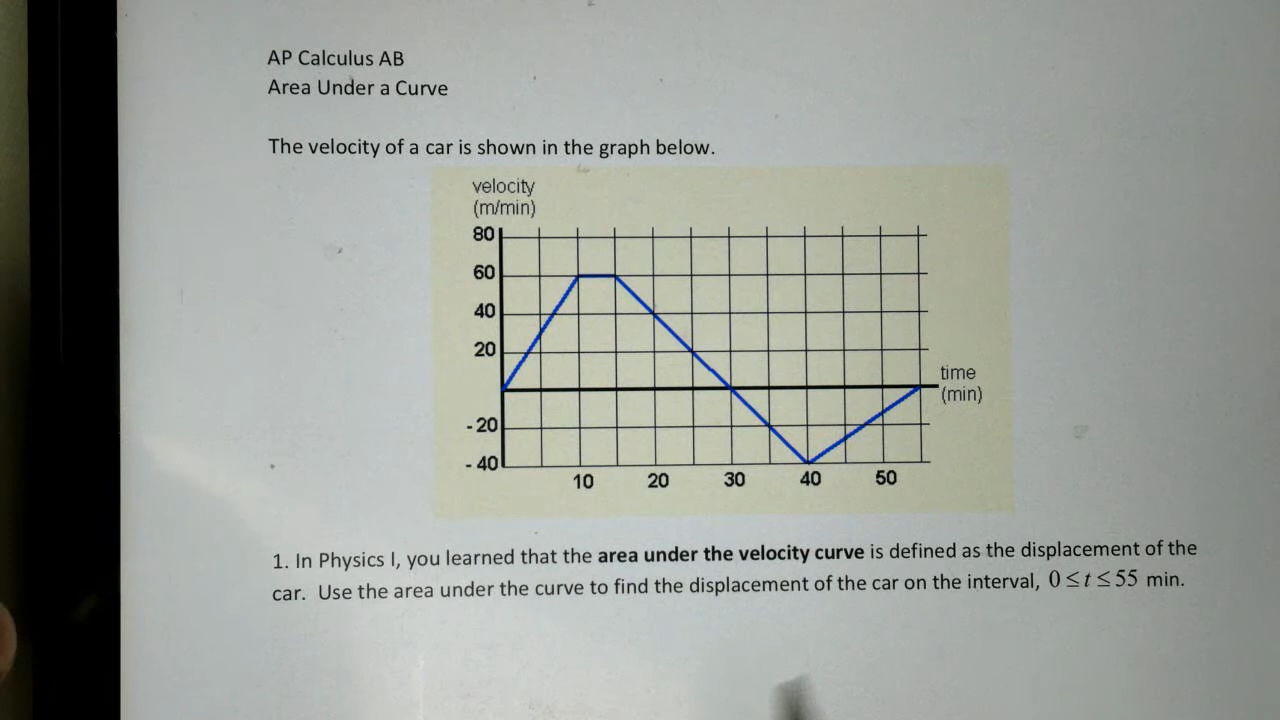 AP Calculus AB
Area Under a Curve
The velocity of a car is shown in the graph below.
velocity
(m/min)
80
60
40
20
- 20
- 40
time
(min)
10 20 30 40 50
1. In Physics I, you learned that the area under the velocity curve is defined as the displacement of the
car. Use the area under the curve to find the displacement of the car on the interval, 0 ≤ t ≤ 55 min.